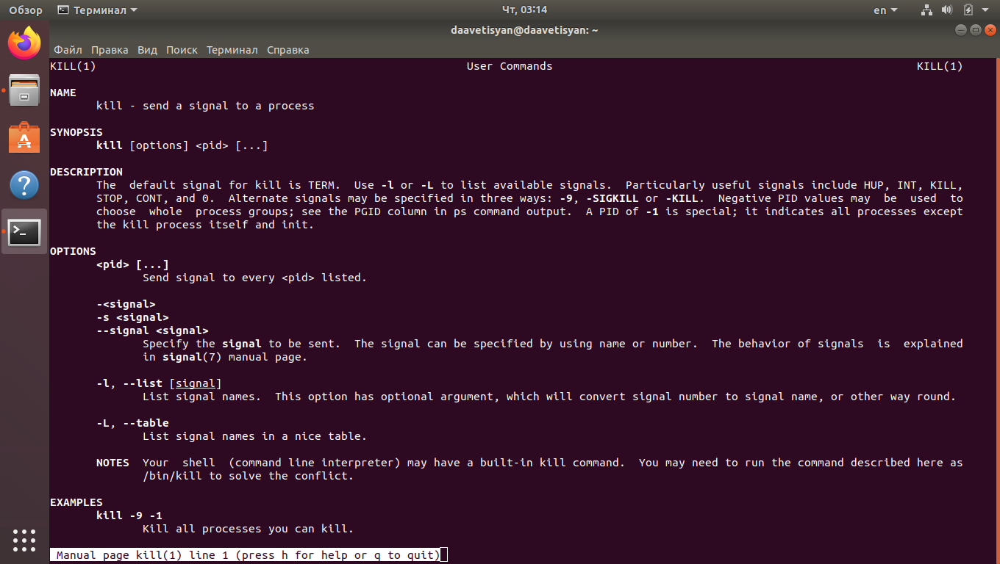 Обзор Терминал Чт, 03:14 en
daavetisyan@daavetisyan: ~
Файл Правка Вид Поиск Терминал Справка
KILL(1) User Commands KILL(1)
NAME
kill - send a signal to a process
SYNOPSIS
kill [options] <pid> [...]
DESCRIPTION
The default signal for kill is TERM. Use -l or -L to list available signals. Particularly useful signals include HUP, INT, KILL,
STOP, CONT, and 0. Alternate signals may be specified in three ways: -9, -SIGKILL or -KILL. Negative PID values may be used to
choose whole process groups; see the PGID column in ps command output. A PID of -1 is special; it indicates all processes except
the kill process itself and init.
OPTIONS
<pid> [...]
Send signal to every <pid> listed.
-<signal>
-s <signal>
--signal <signal>
Specify the signal to be sent. The signal can be specified by using name or number. The behavior of signals is explained
in signal(7) manual page.
-l, --list [signal]
List signal names. This option has optional argument, which will convert signal number to signal name, or other way round.
-L, --table
List signal names in a nice table.
NOTES Your shell (command line interpreter) may have a built-in kill command. You may need to run the command described here as
/bin/kill to solve the conflict.
EXAMPLES
kill -9 -1
Kill all processes you can kill.
Manual page kill(1) line 1 (press h for help or q to quit)